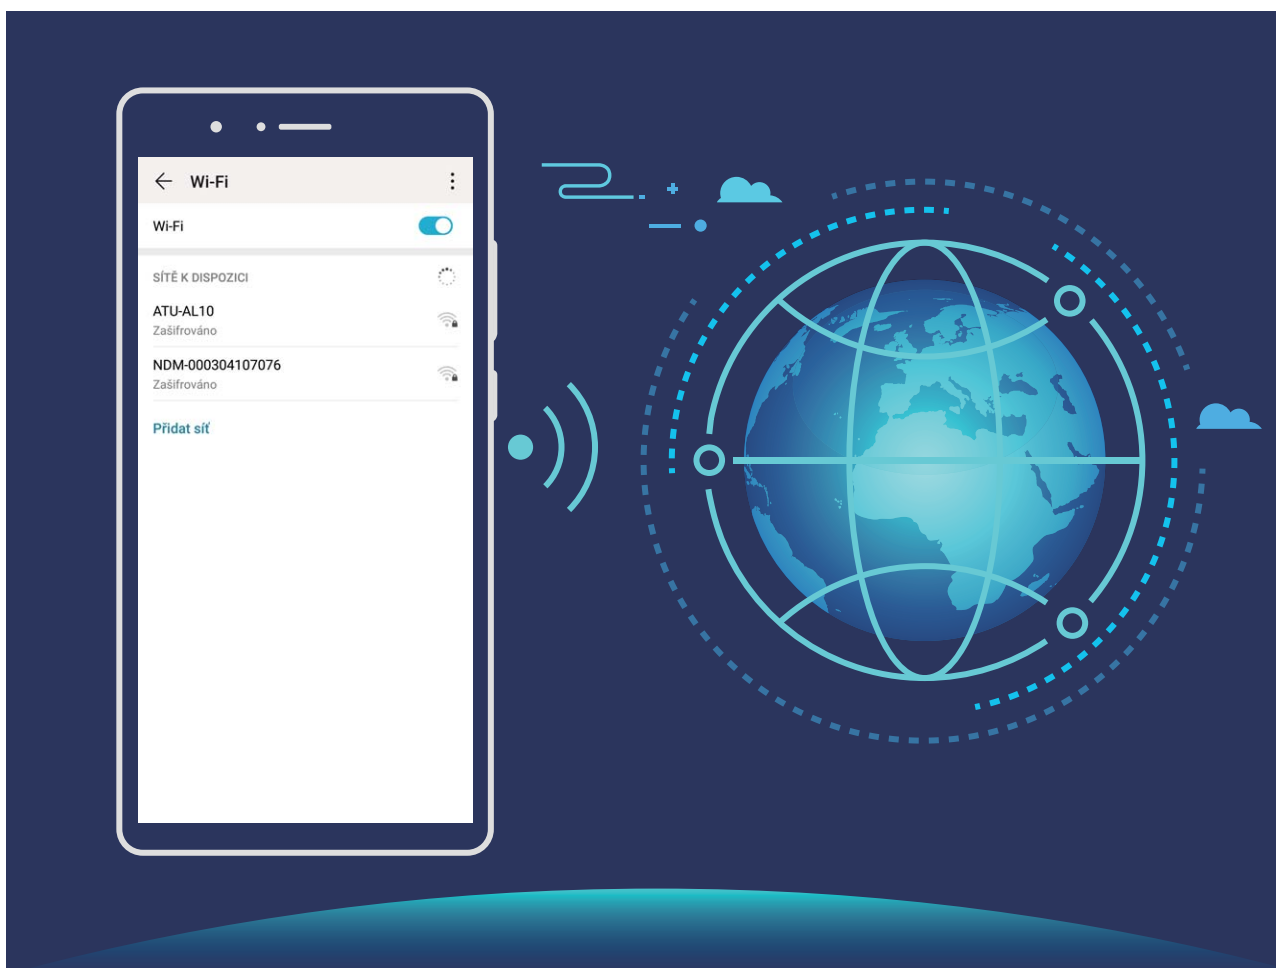 Wi-Fi
Wi-Fi
SÍTĚ K DISPOZICI
ATU-AL10
Zašifrováno
NDM-000304107076
Zašifrováno
Přidat síť